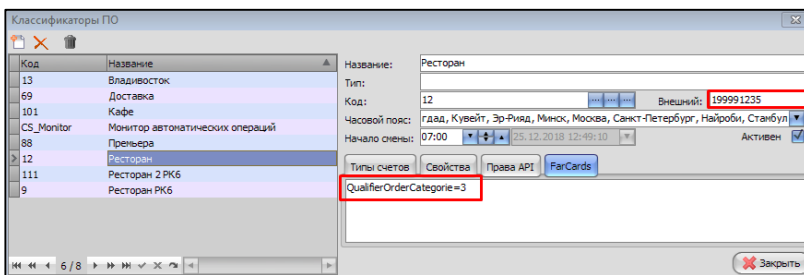 Классификаторы ПО
Код Название
13 Владивосток
69 Доставка
101 Кафе
CS_Monitor Монитор автоматических операций
88 Премьера
12 Ресторан
111 Ресторан 2 РК6
9 Ресторан РК6
6 / 8
Название: Ресторан
Тип:
Код: 12 Внешний: 199991235
Часовой пояс: гдад, Кувейт, Эр-Рияд, Минск, Москва, Санкт-Петербург, Найроби, Стамбул
Начало смены: 07:00 25.12.2018 12:49:10 Активен
Типы счетов Свойства Права API FarCards
QualifierOrderCategorie=3
Закрыть